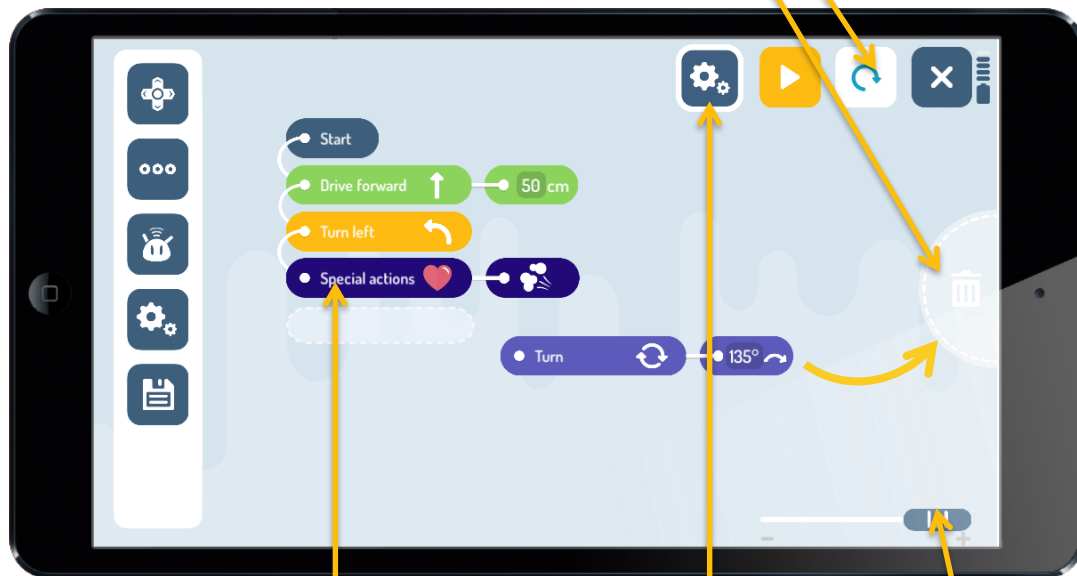 Start
Drive forward 50 cm
Turn left
Special actions
Turn 135°
- +